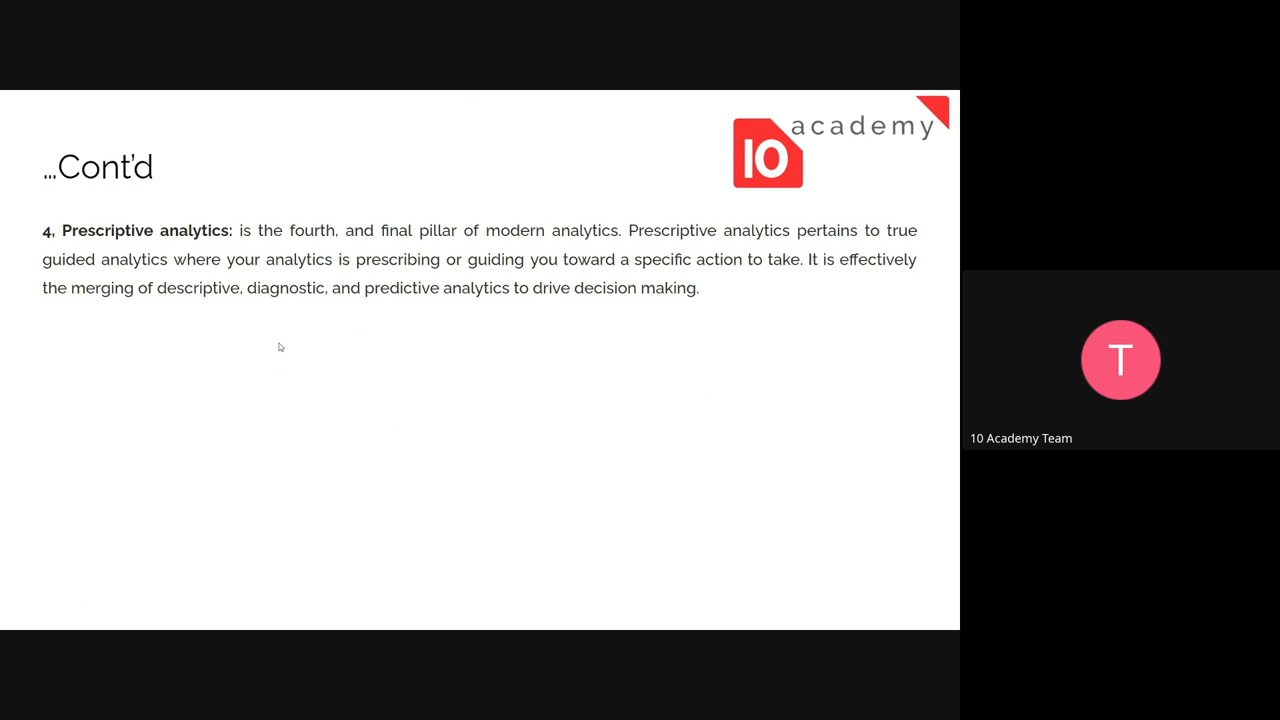 10 academy
...Cont'd
4, Prescriptive analytics: is the fourth, and final pillar of modern analytics. Prescriptive analytics pertains to true
guided analytics where your analytics is prescribing or guiding you toward a specific action to take. It is effectively
the merging of descriptive, diagnostic, and predictive analytics to drive decision making.
T
10 Academy Team